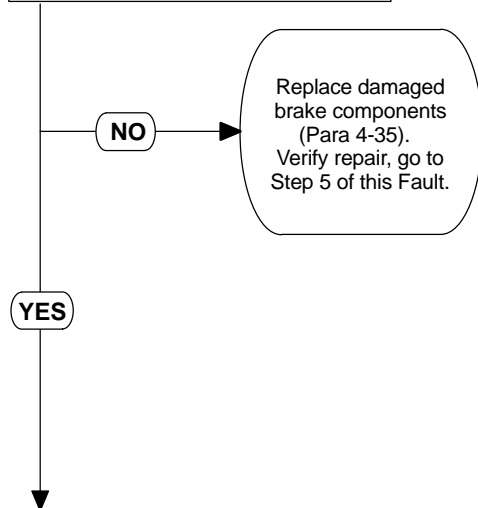 NO
Replace damaged
brake components
(Para 4-35).
Verify repair, go to
Step 5 of this Fault.
YES